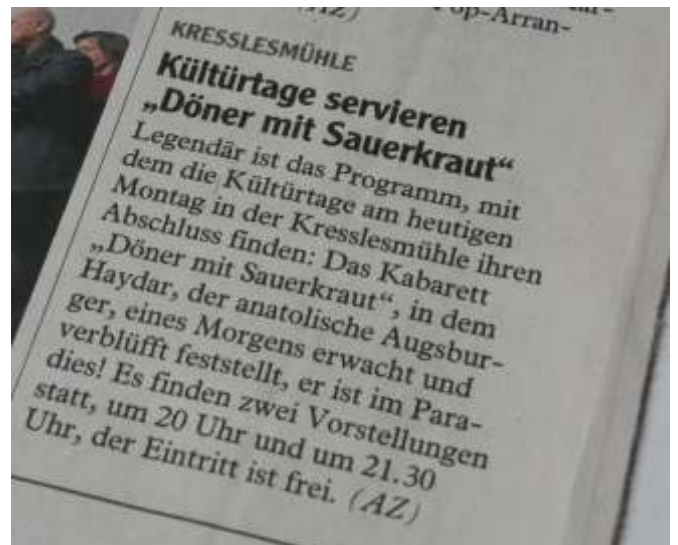 (AZ)
Pop-Arran-
KRESSLESMÜHLE
Kültürtage servieren
„Döner mit Sauerkraut“
Legendär ist das Programm, mit
dem die Kültürtage am heutigen
Montag in der Kresslesmühle ihren
Abschluss finden: Das Kabarett
„Döner mit Sauerkraut“, in dem
Haydar, der anatolische Augsbur-
ger, eines Morgens erwacht und
verblüfft feststellt, er ist im Para-
dies! Es finden zwei Vorstellungen
statt, um 20 Uhr und um 21.30
Uhr, der Eintritt ist frei. (AZ)